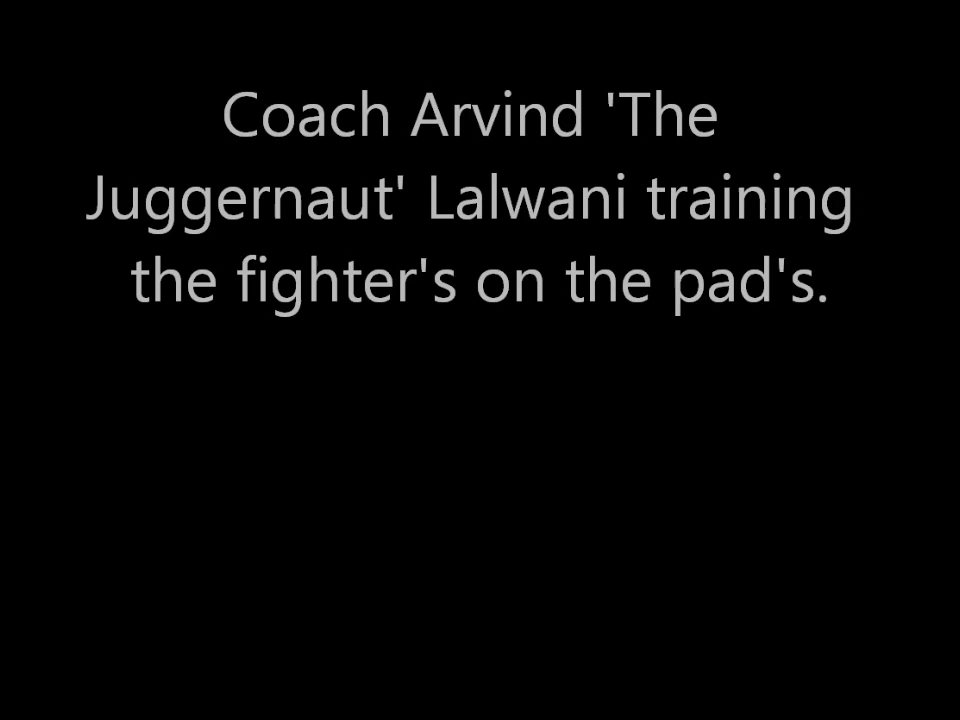 Coach Arvind 'The
Juggernaut' Lalwani training
the fighter's on the pad's.